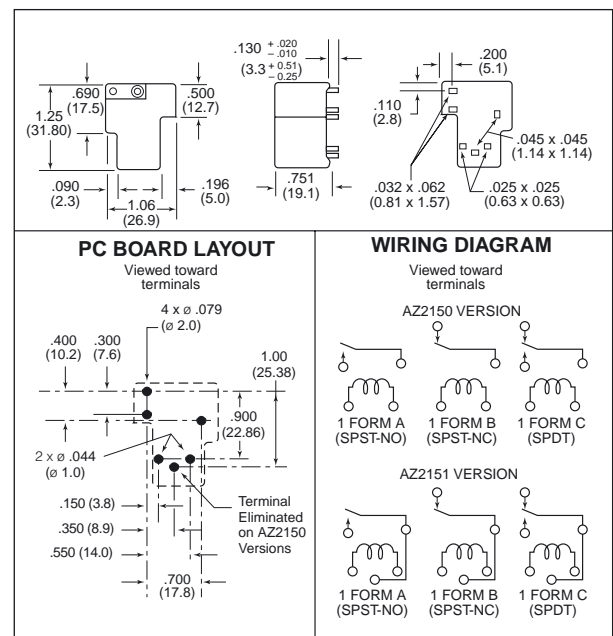 .130 + .020 - .010
(3.3 + 0.51 - 0.25)
.200
(5.1)
.690
(17.5)
1.25
(31.80)
.500
(12.7)
.110
(2.8)
.045 x .045
(1.14 x 1.14)
.090
(2.3)
1.06
(26.9)
.196
(5.0)
.751
(19.1)
.032 x .062
(0.81 x 1.57)
.025 x .025
(0.63 x 0.63)
PC BOARD LAYOUT
Viewed toward
terminals
4 x ø .079
(ø 2.0)
.400
(10.2)
.300
(7.6)
1.00
(25.38)
.900
(22.86)
2 x ø .044
(ø 1.0)
.150 (3.8)
.350 (8.9)
.550 (14.0)
.700
(17.8)
Terminal
Eliminated
on AZ2150
Versions
WIRING DIAGRAM
Viewed toward
terminals
AZ2150 VERSION
1 FORM A
(SPST-NO)
1 FORM B
(SPST-NC)
1 FORM C
(SPDT)
AZ2151 VERSION
1 FORM A
(SPST-NO)
1 FORM B
(SPST-NC)
1 FORM C
(SPDT)